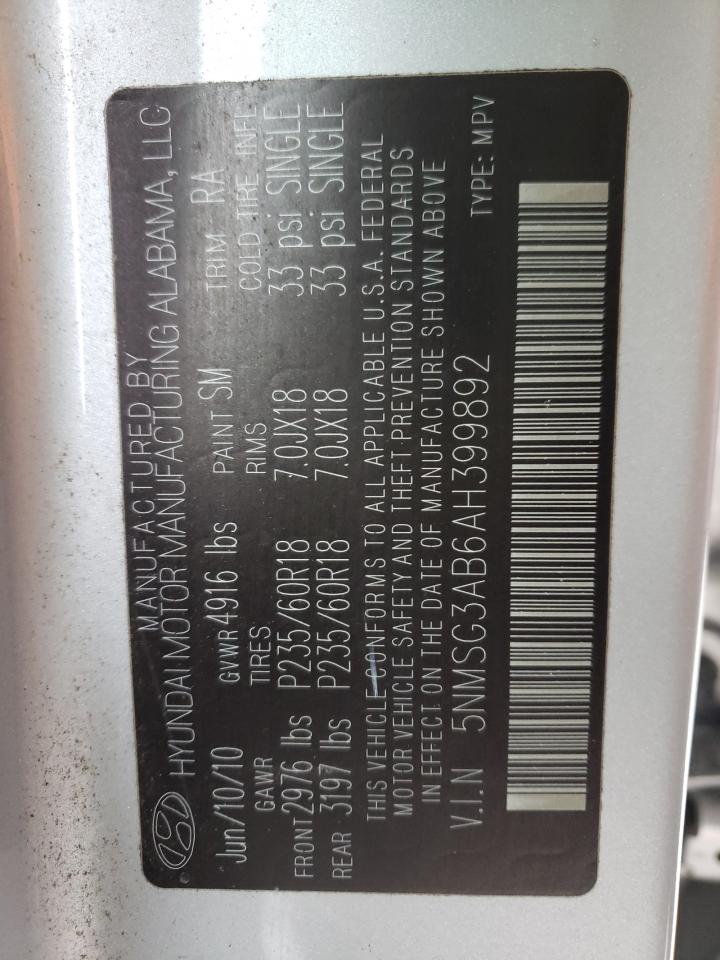 MANUFACTURED BY
HYUNDAI MOTOR MANUFACTURING ALABAMA, LLC
Jun/10/10 GVWR 4916 lbs PAINT SM TRIM RA
GAWR TIRES RIMS COLD TIRE INFL
FRONT 2976 lbs P235/60R18 7.0JX18 33 psi SINGLE
REAR 3197 lbs P235/60R18 7.0JX18 33 psi SINGLE
THIS VEHICLE CONFORMS TO ALL APPLICABLE U.S.A. FEDERAL
MOTOR VEHICLE SAFETY AND THEFT PREVENTION STANDARDS
IN EFFECT ON THE DATE OF MANUFACTURE SHOWN ABOVE
V.I.N 5NMSG3AB6AH399892 TYPE: MPV